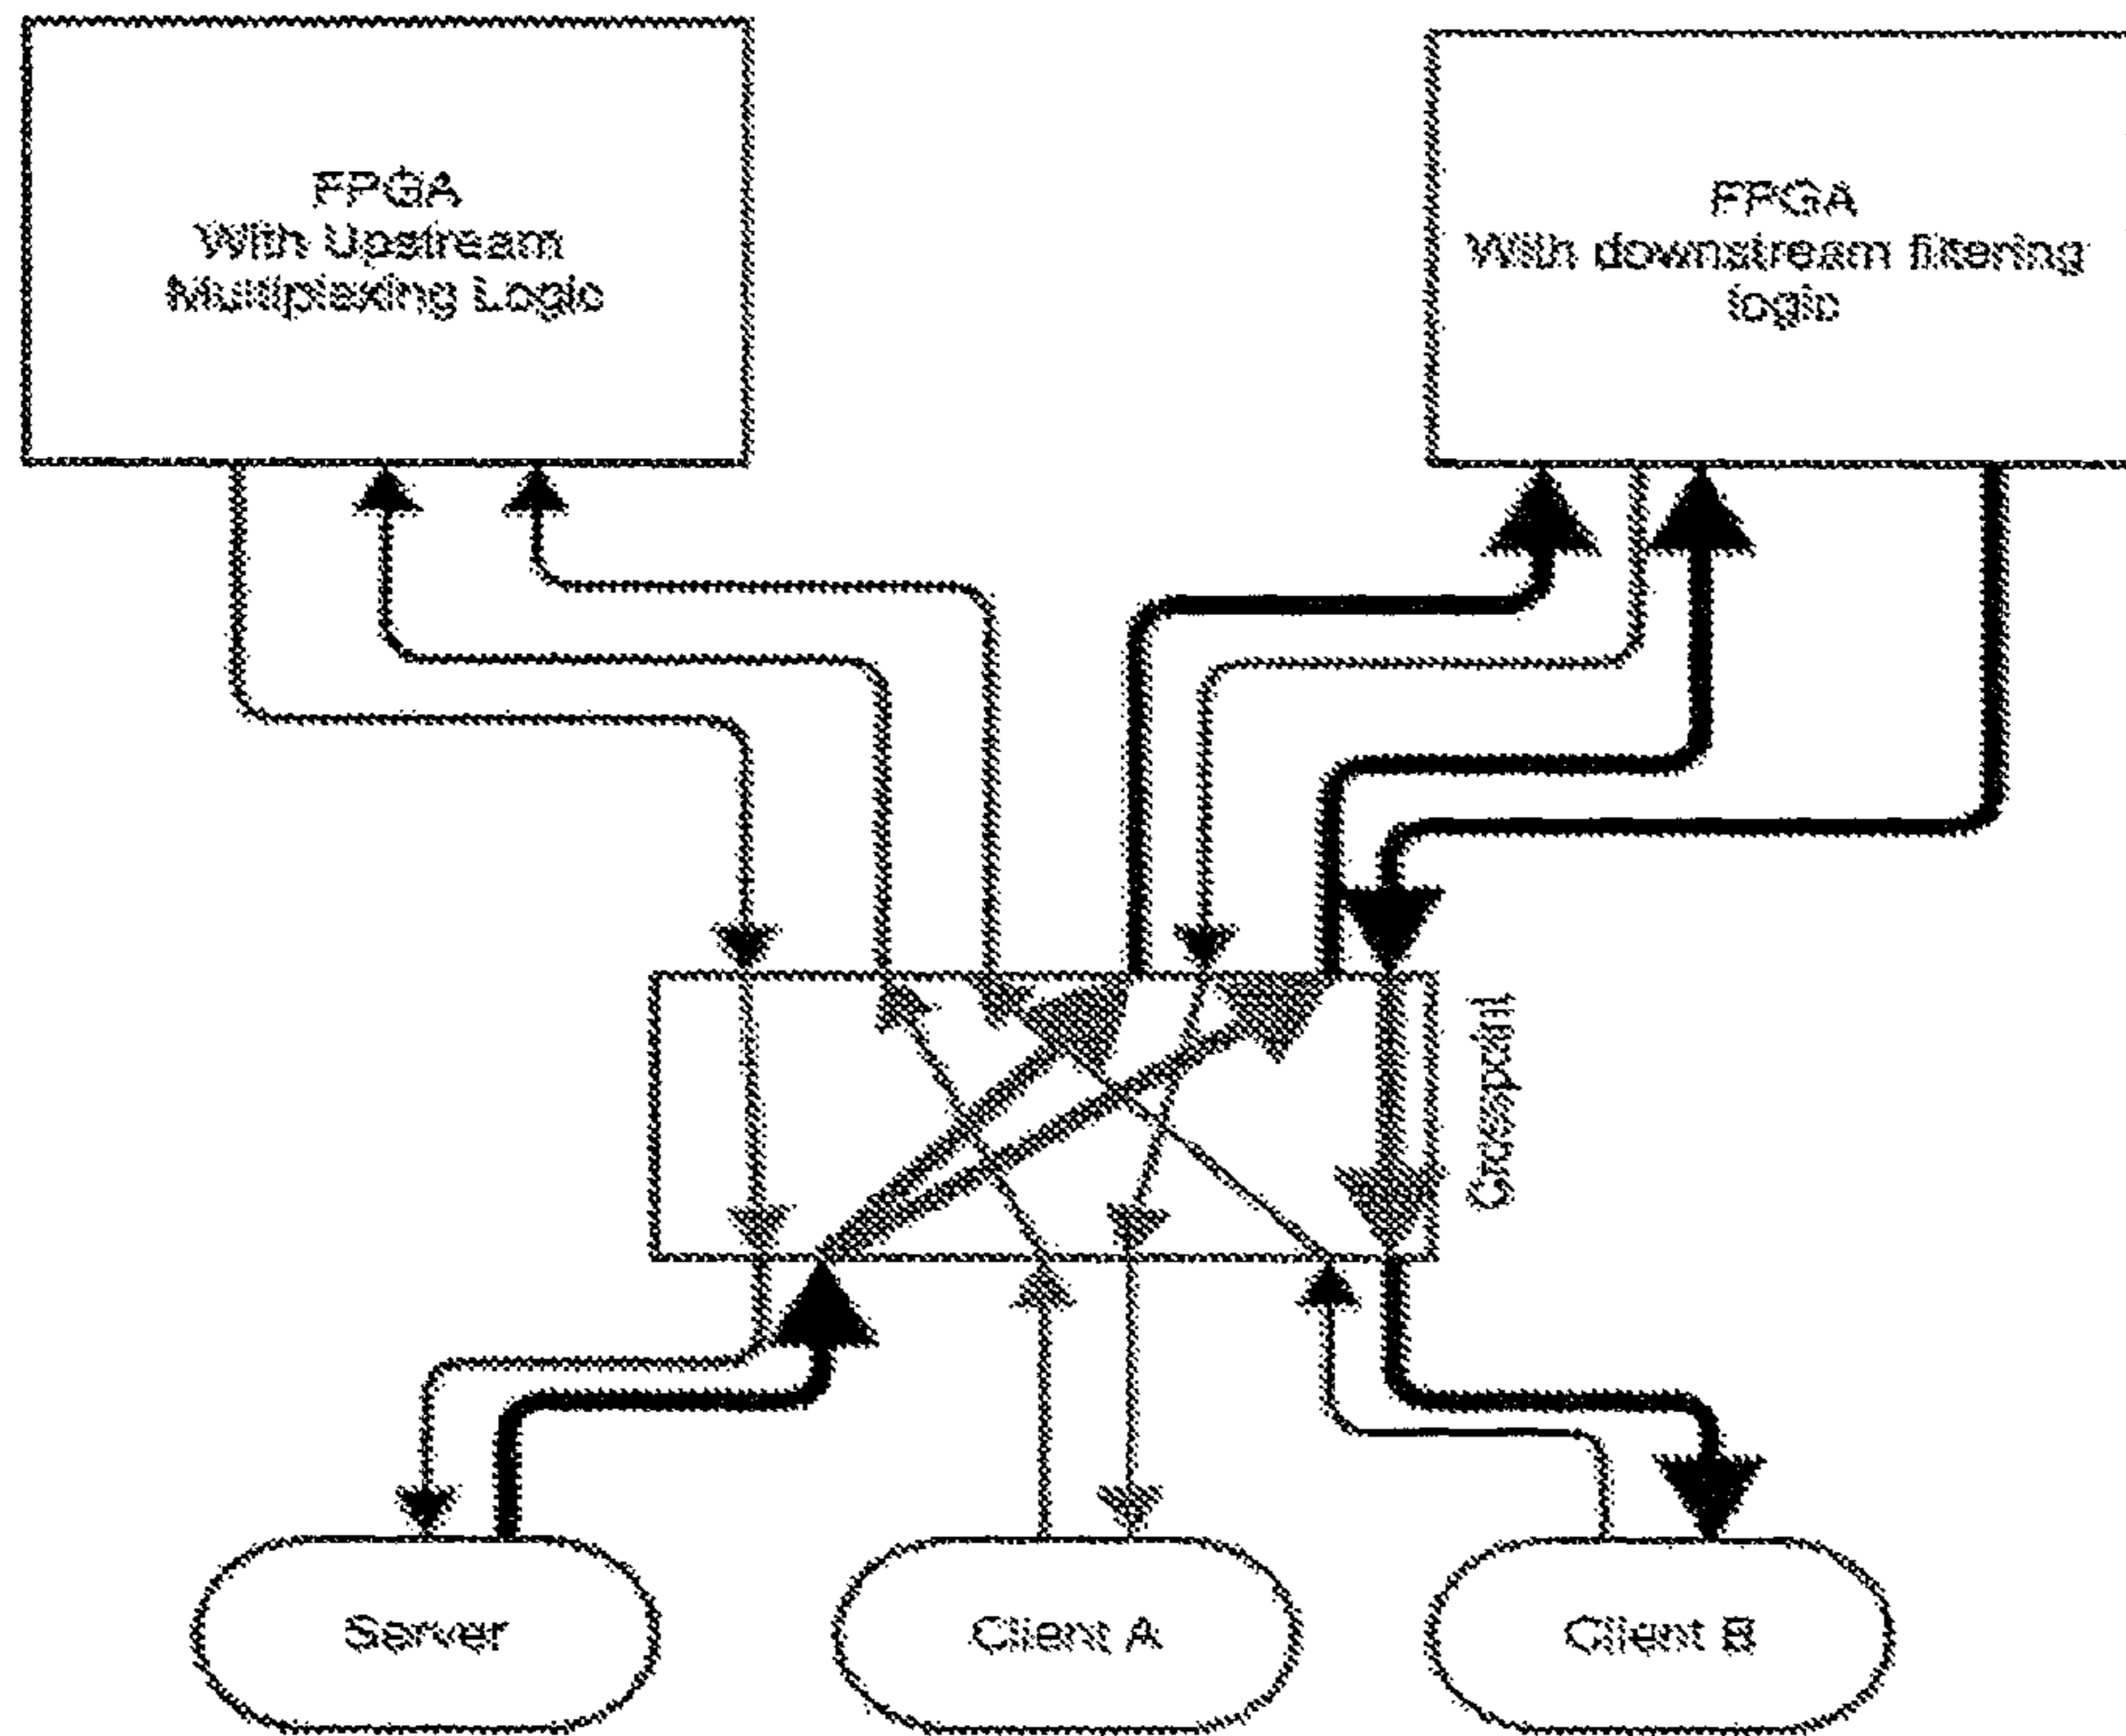 FPGA
With Upstream
Multiplexing Logic
FPGA
With downstream filtering
logic
Crosspoint
Server
Client A
Client B